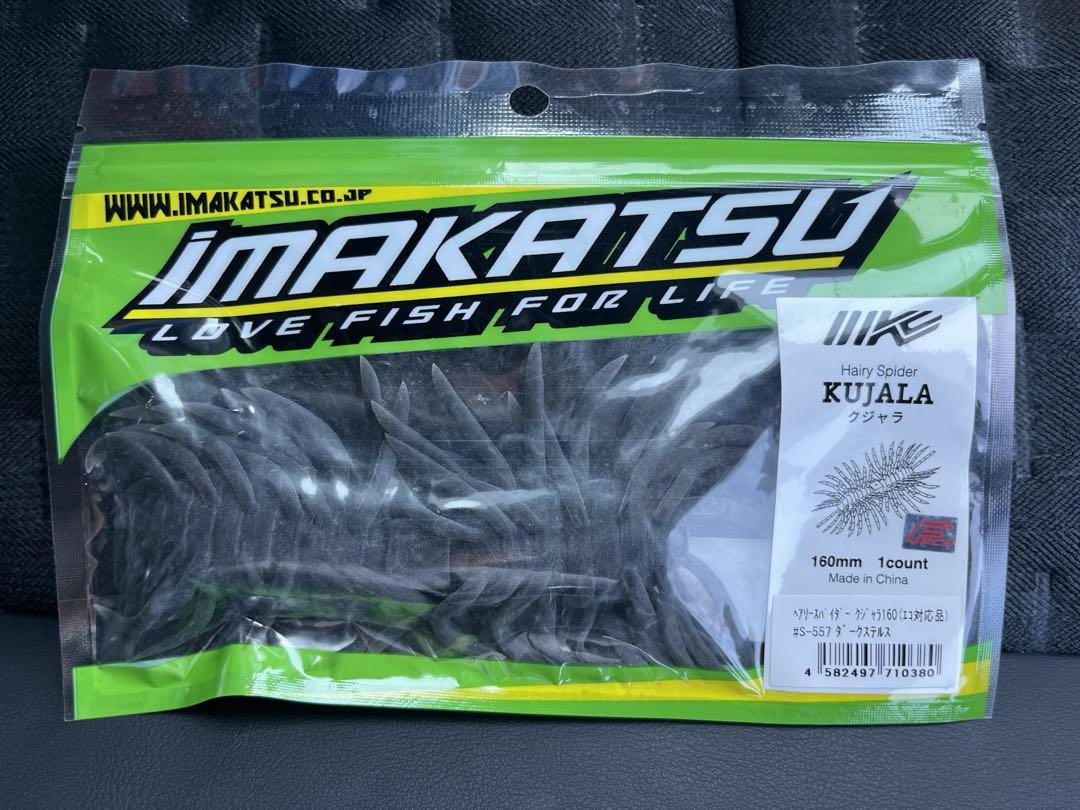 WWW.IMAKATSU.CO.JP
iMAKATSU
LOVE FISH FOR LIFE
Hairy Spider
KUJALA
クジャラ
160mm 1count
Made in China
ﾍｱﾘｰｽﾊﾟｲﾀﾞｰ ｸｼﾞｬﾗ160(ｴｺ対応品)
#S-557 ﾀﾞｰｸｽﾃﾙｽ
4 582497 710380